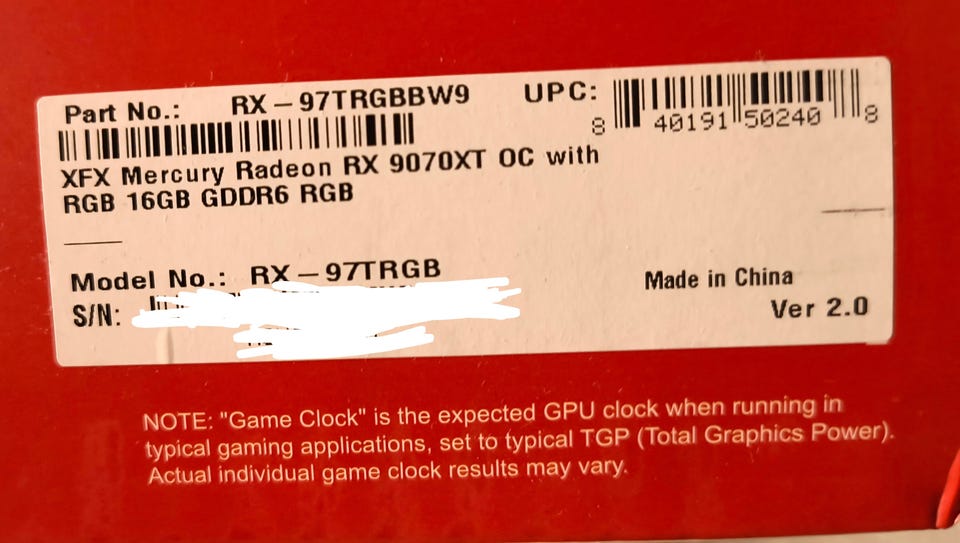 Part No.: RX-97TRGBBW9 UPC:
8 40191 50240 8
XFX Mercury Radeon RX 9070XT OC with
RGB 16GB GDDR6 RGB
Model No.: RX-97TRGB
Made in China
S/N:
Ver 2.0
NOTE: "Game Clock" is the expected GPU clock when running in
typical gaming applications, set to typical TGP (Total Graphics Power).
Actual individual game clock results may vary.